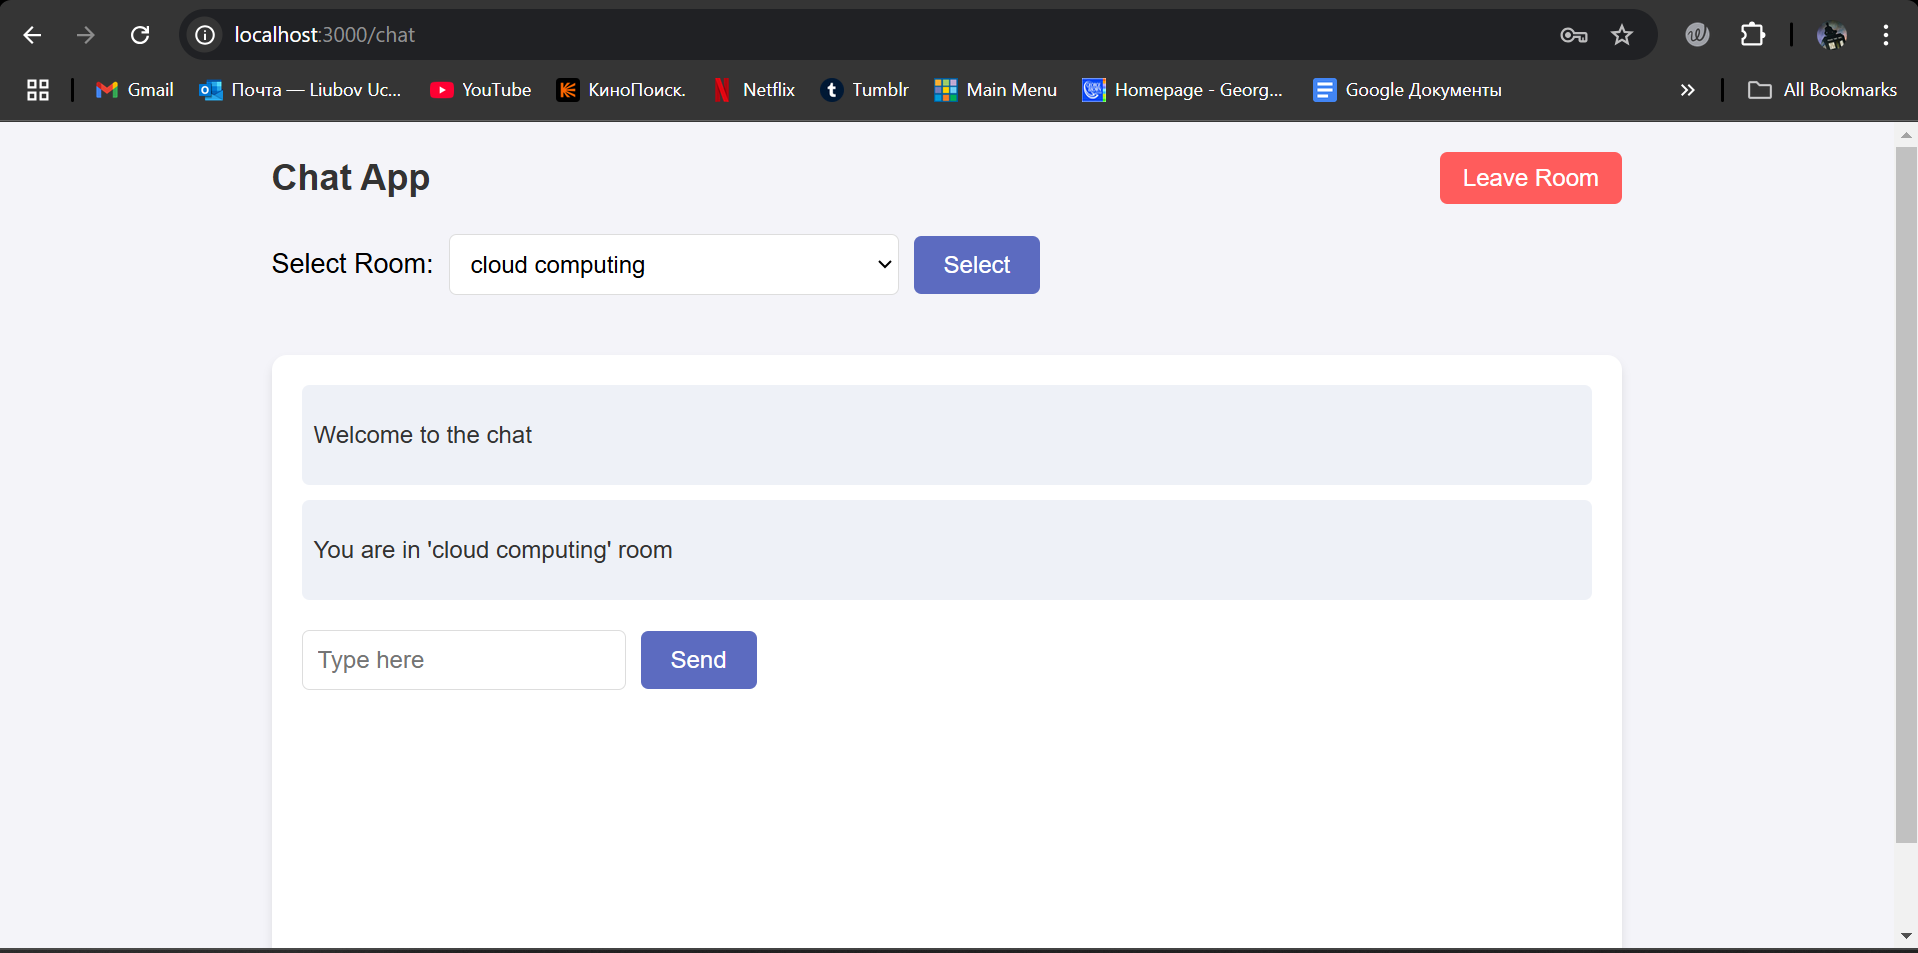 localhost:3000/chat
Gmail
Почта — Liubov Uc...
YouTube
КиноПоиск.
Netflix
Tumblr
Main Menu
Homepage - Georg...
Google Документы
All Bookmarks
Chat App
Leave Room
Select Room:
cloud computing
Select
Welcome to the chat
You are in 'cloud computing' room
Type here
Send